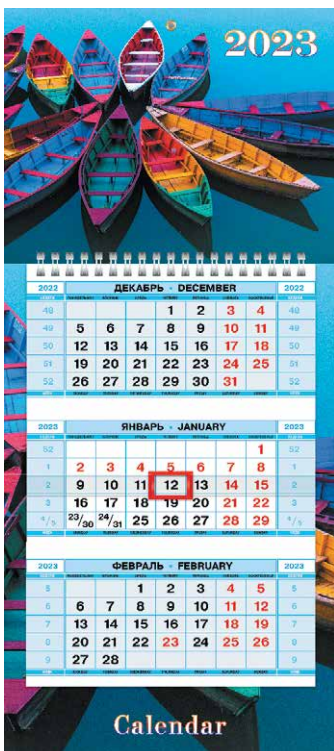 2023
2022 ДЕКАБРЬ - DECEMBER 2022
48 1 2 3 4 48
49 5 6 7 8 9 10 11 49
50 12 13 14 15 16 17 18 50
51 19 20 21 22 23 24 25 51
52 26 27 28 29 30 31 52
2023 ЯНВАРЬ - JANUARY 2023
52 1 52
1 2 3 4 5 6 7 8 1
2 9 10 11 12 13 14 15 2
3 16 17 18 19 20 21 22 3
4/5 23/30 24/31 25 26 27 28 29 4/5
2023 ФЕВРАЛЬ - FEBRUARY 2023
5 1 2 3 4 5 5
6 6 7 8 9 10 11 12 6
7 13 14 15 16 17 18 19 7
8 20 21 22 23 24 25 26 8
9 27 28 9
Calendar